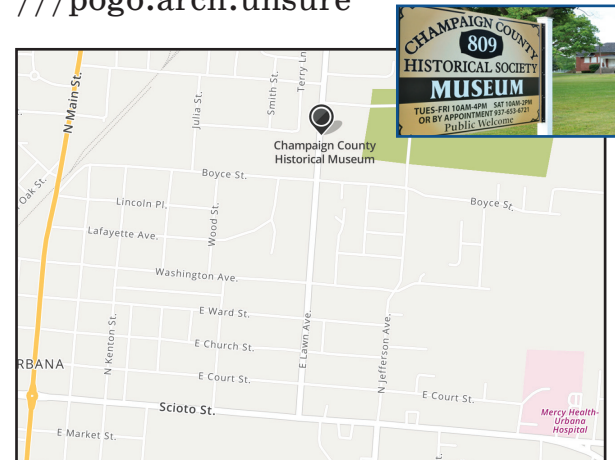 ///pogo.arch.unsure
CHAMPAIGN COUNTY
809
HISTORICAL SOCIETY
MUSEUM
TUES-FRI 10AM-4PM SAT 10AM-2PM
OR BY APPOINTMENT 937-653-6721
Public Welcome
N Main St.
Julia St.
Smith St.
Terry Ln
Champaign County
Historical Museum
Oak St.
Boyce St.
Boyce St.
Lincoln Pl.
Wood St.
Lafayette Ave.
Washington Ave.
E Ward St.
N Kenton St.
E Lawn Ave.
N Jefferson Ave.
E Church St.
RBANA
E Court St.
E Court St.
Scioto St.
Mercy Health-
Urbana
Hospital
E Market St.
t.